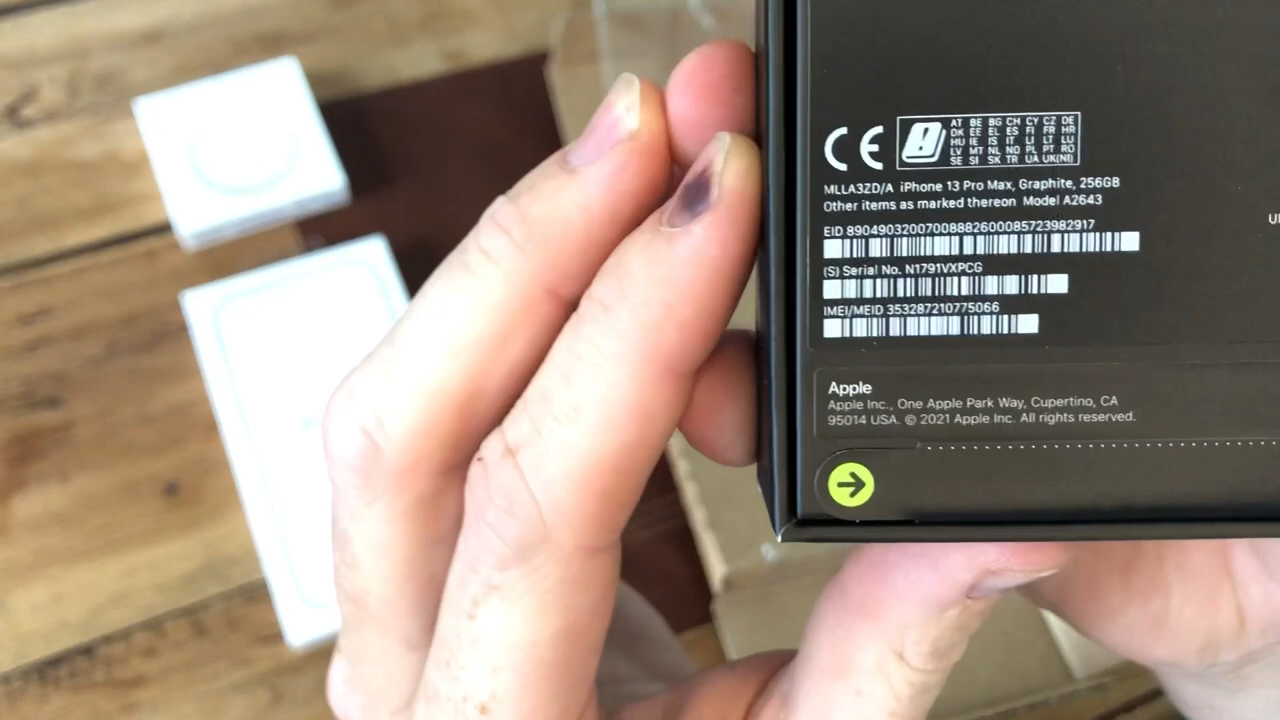 CE
AT BE BG CH CY CZ DE
DK EE EL ES FI FR HR
HU IE IS IT LI LT LU
LV MT NL NO PL PT RO
SE SI SK TR UA UK(NI)
MLLA3ZD/A iPhone 13 Pro Max, Graphite, 256GB
Other items as marked thereon Model A2643
EID 89049032007008882600085723982917
(S) Serial No. N1791VXPCG
IMEI/MEID 353287210775066
Apple
Apple Inc., One Apple Park Way, Cupertino, CA
95014 USA. © 2021 Apple Inc. All rights reserved.